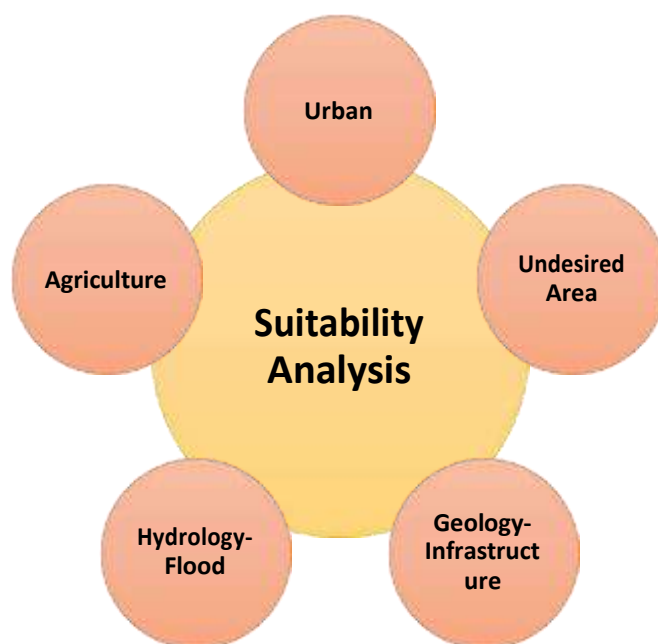 Urban
Agriculture
Undesired
Area
Suitability
Analysis
Hydrology-
Flood
Geology-
Infrastruct
ure